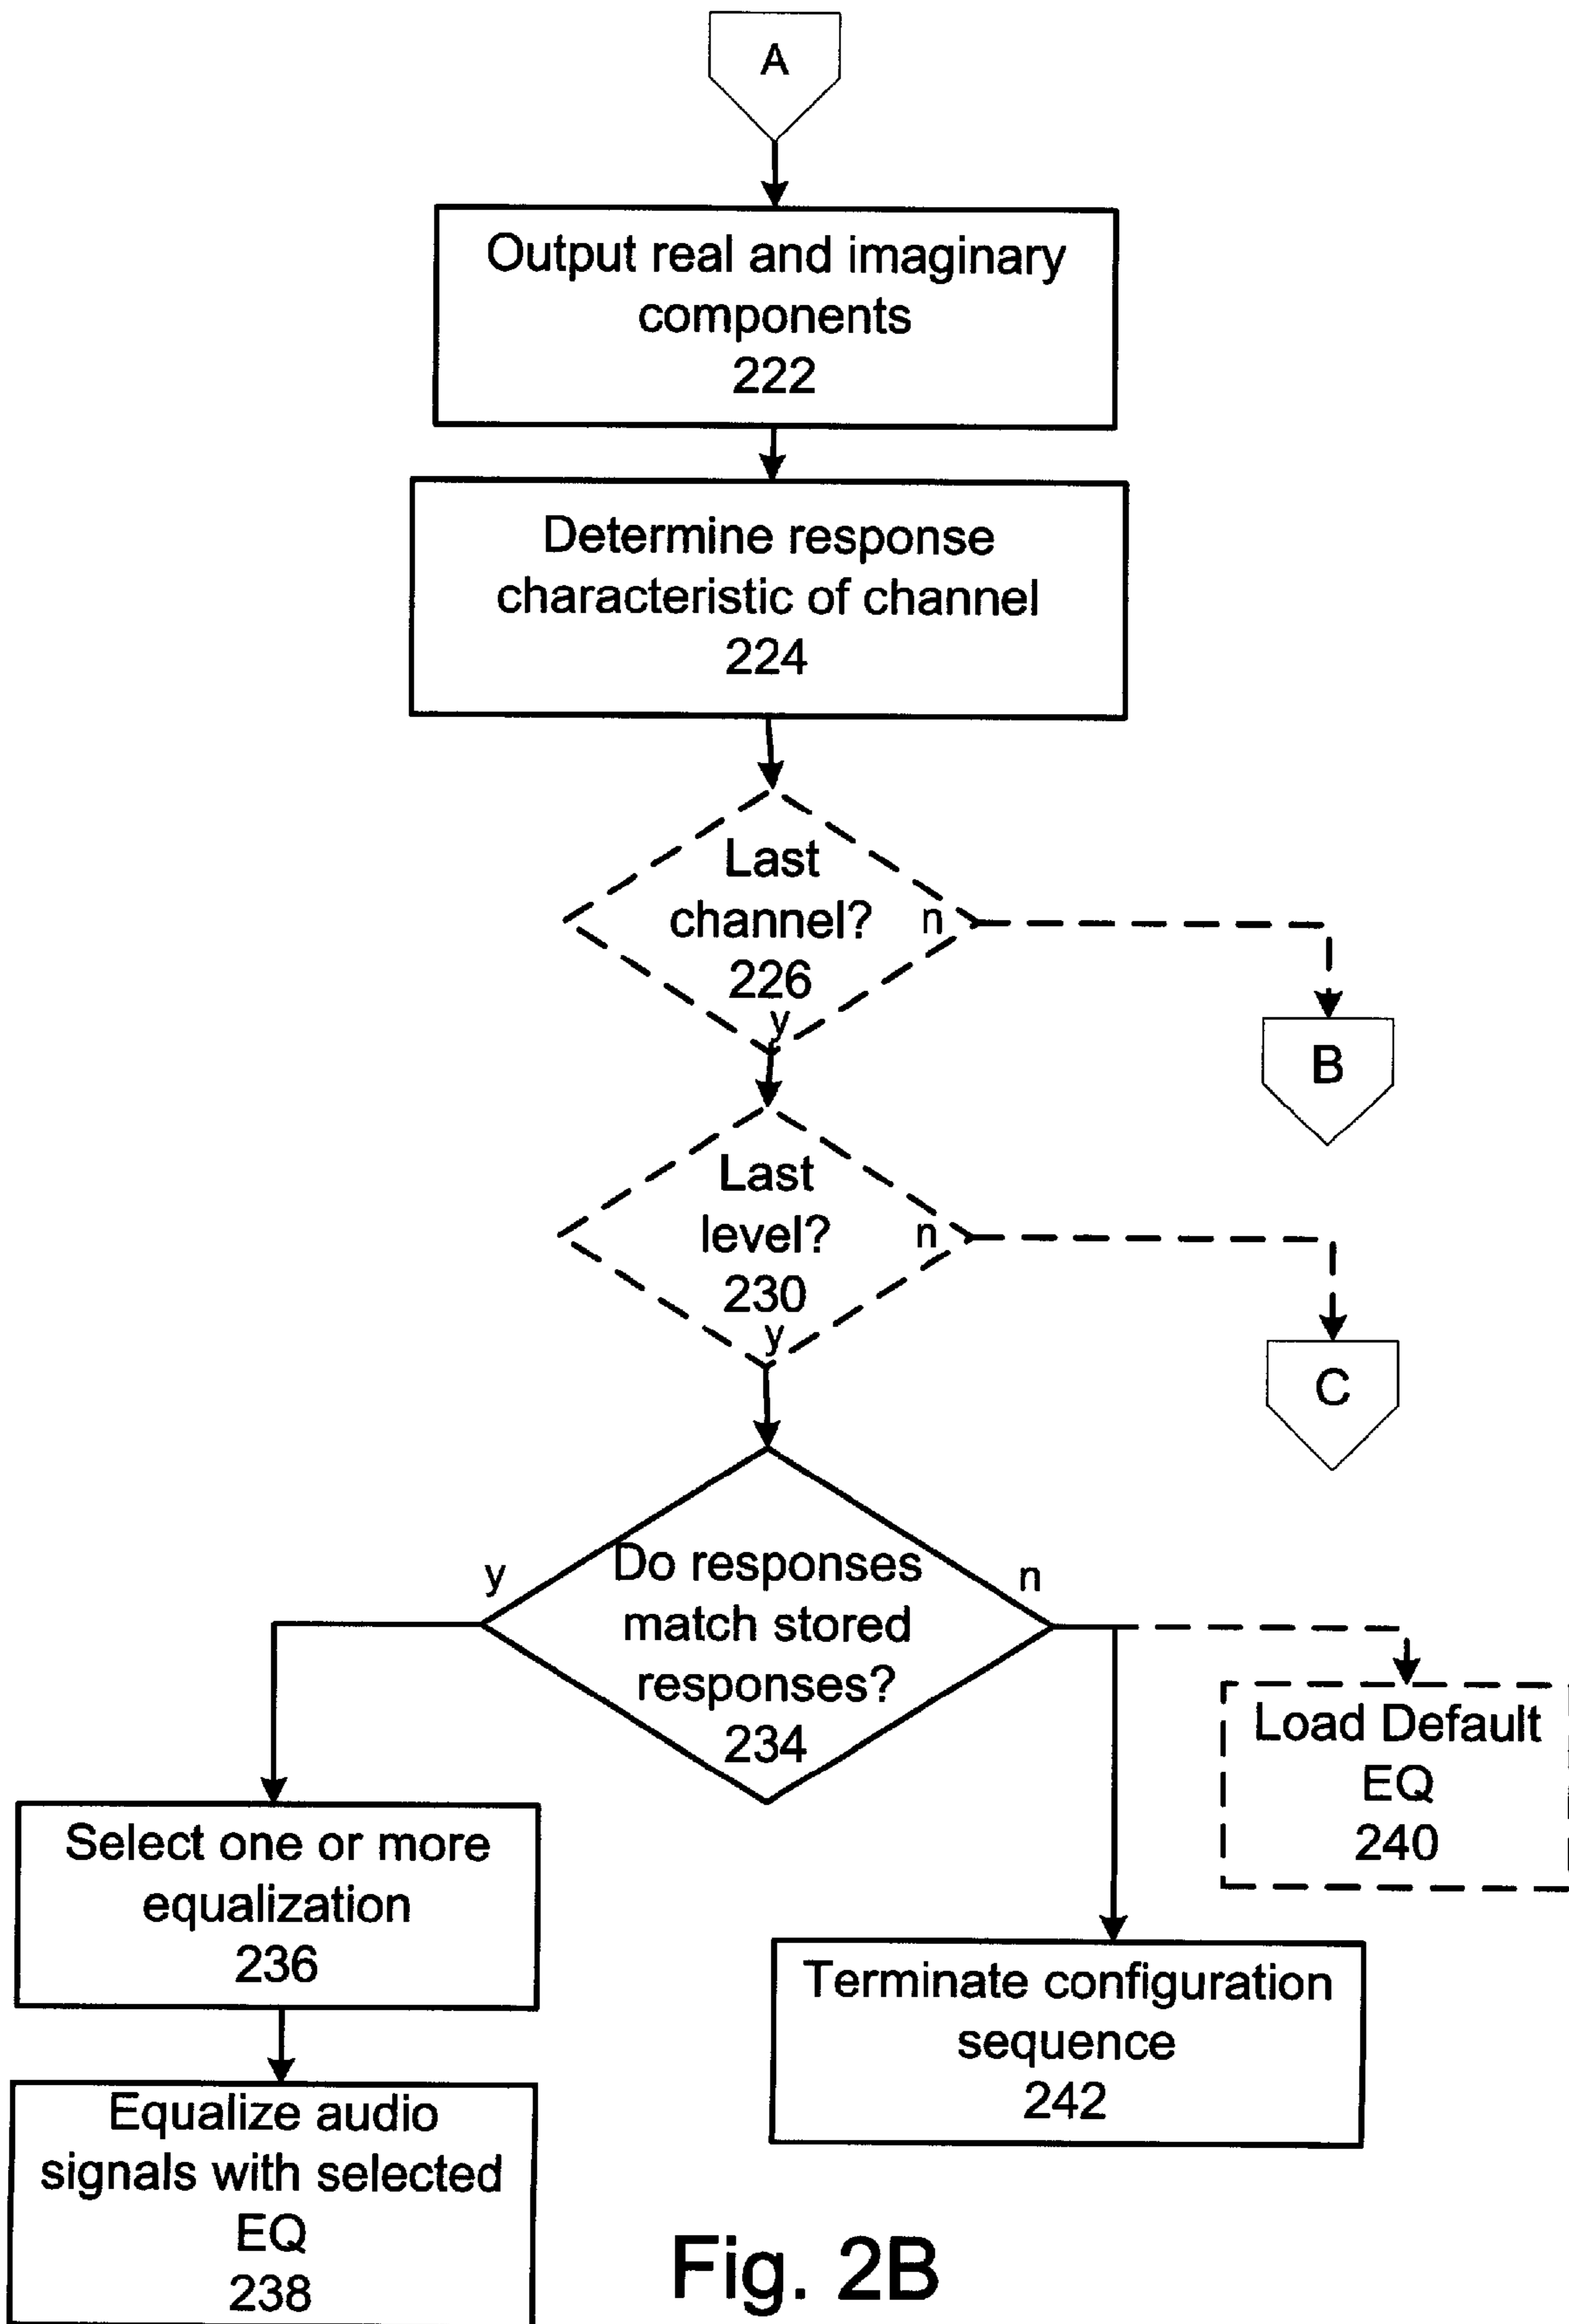 A
Output real and imaginary
components
222
Determine response
characteristic of channel
224
Last
channel?
226
n
y
B
Last
level?
230
n
y
C
Do responses
match stored
responses?
234
y
n
Load Default
EQ
240
Select one or more
equalization
236
Terminate configuration
sequence
242
Equalize audio
signals with selected
EQ
238
Fig. 2B